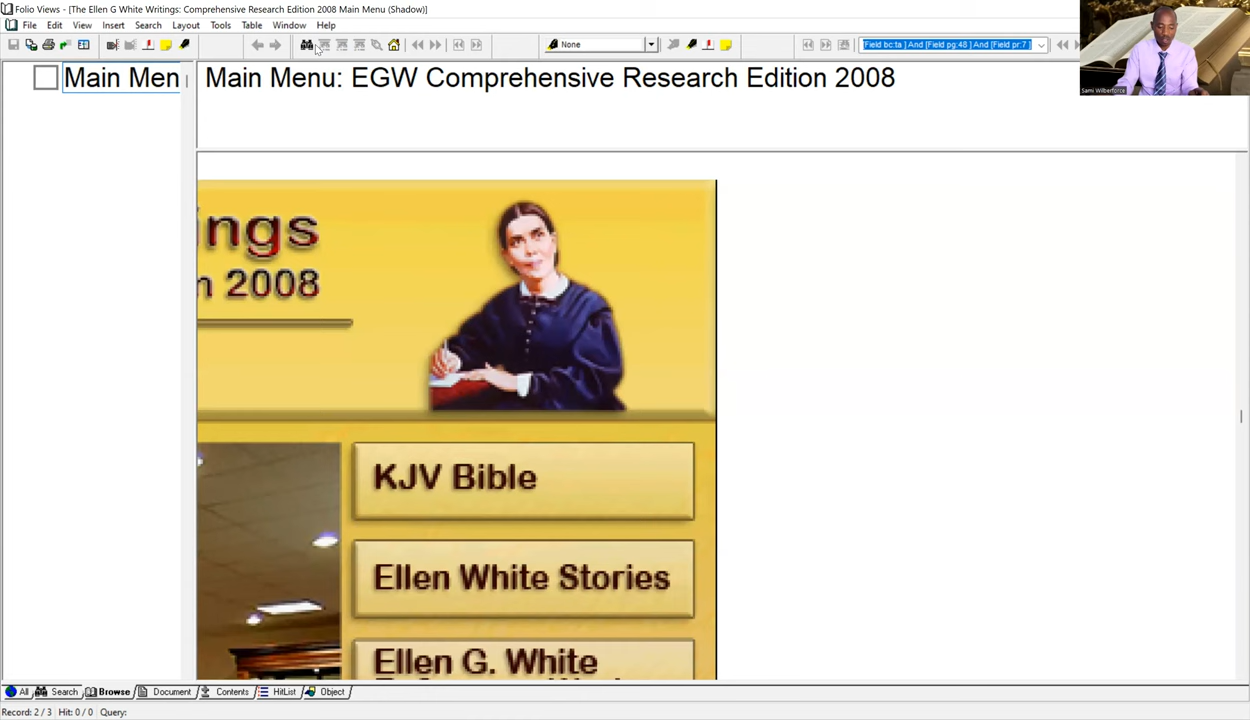 Folio Views - [The Ellen G White Writings: Comprehensive Research Edition 2008 Main Menu (Shadow)]
File Edit View Insert Search Layout Tools Table Window Help
None
[Field bc:ta ] And [Field pg:48 ] And [Field pr:7 ]
Main Men
Main Menu: EGW Comprehensive Research Edition 2008
Sami Wilberforce
ings
n 2008
KJV Bible
Ellen White Stories
Ellen G. White
All Search Browse Document Contents HitList Object
Record: 2 / 3 Hit: 0 / 0 Query: